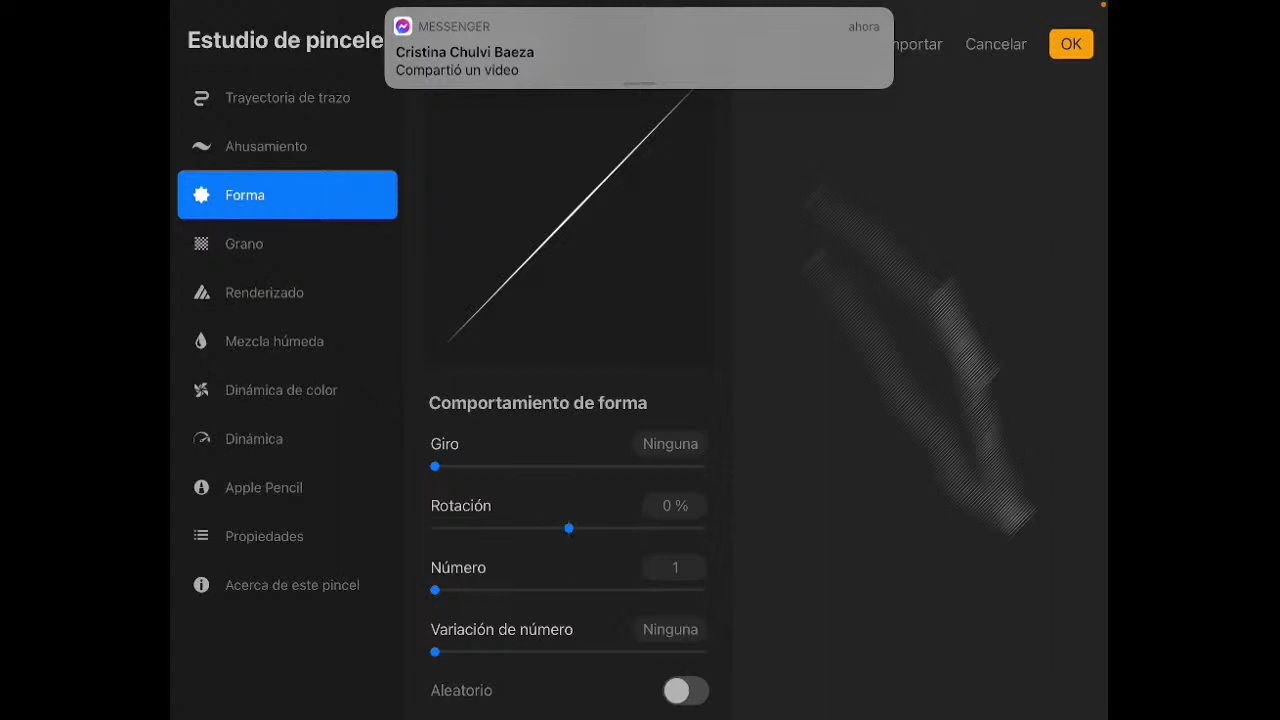 Estudio de pincele
MESSENGER
ahora
Cristina Chulvi Baeza
Compartió un video
mportar
Cancelar
OK
Trayectoria de trazo
Ahusamiento
Forma
Grano
Renderizado
Mezcla húmeda
Dinámica de color
Dinámica
Apple Pencil
Propiedades
Acerca de este pincel
Comportamiento de forma
Giro
Ninguna
Rotación
0 %
Número
1
Variación de número
Ninguna
Aleatorio